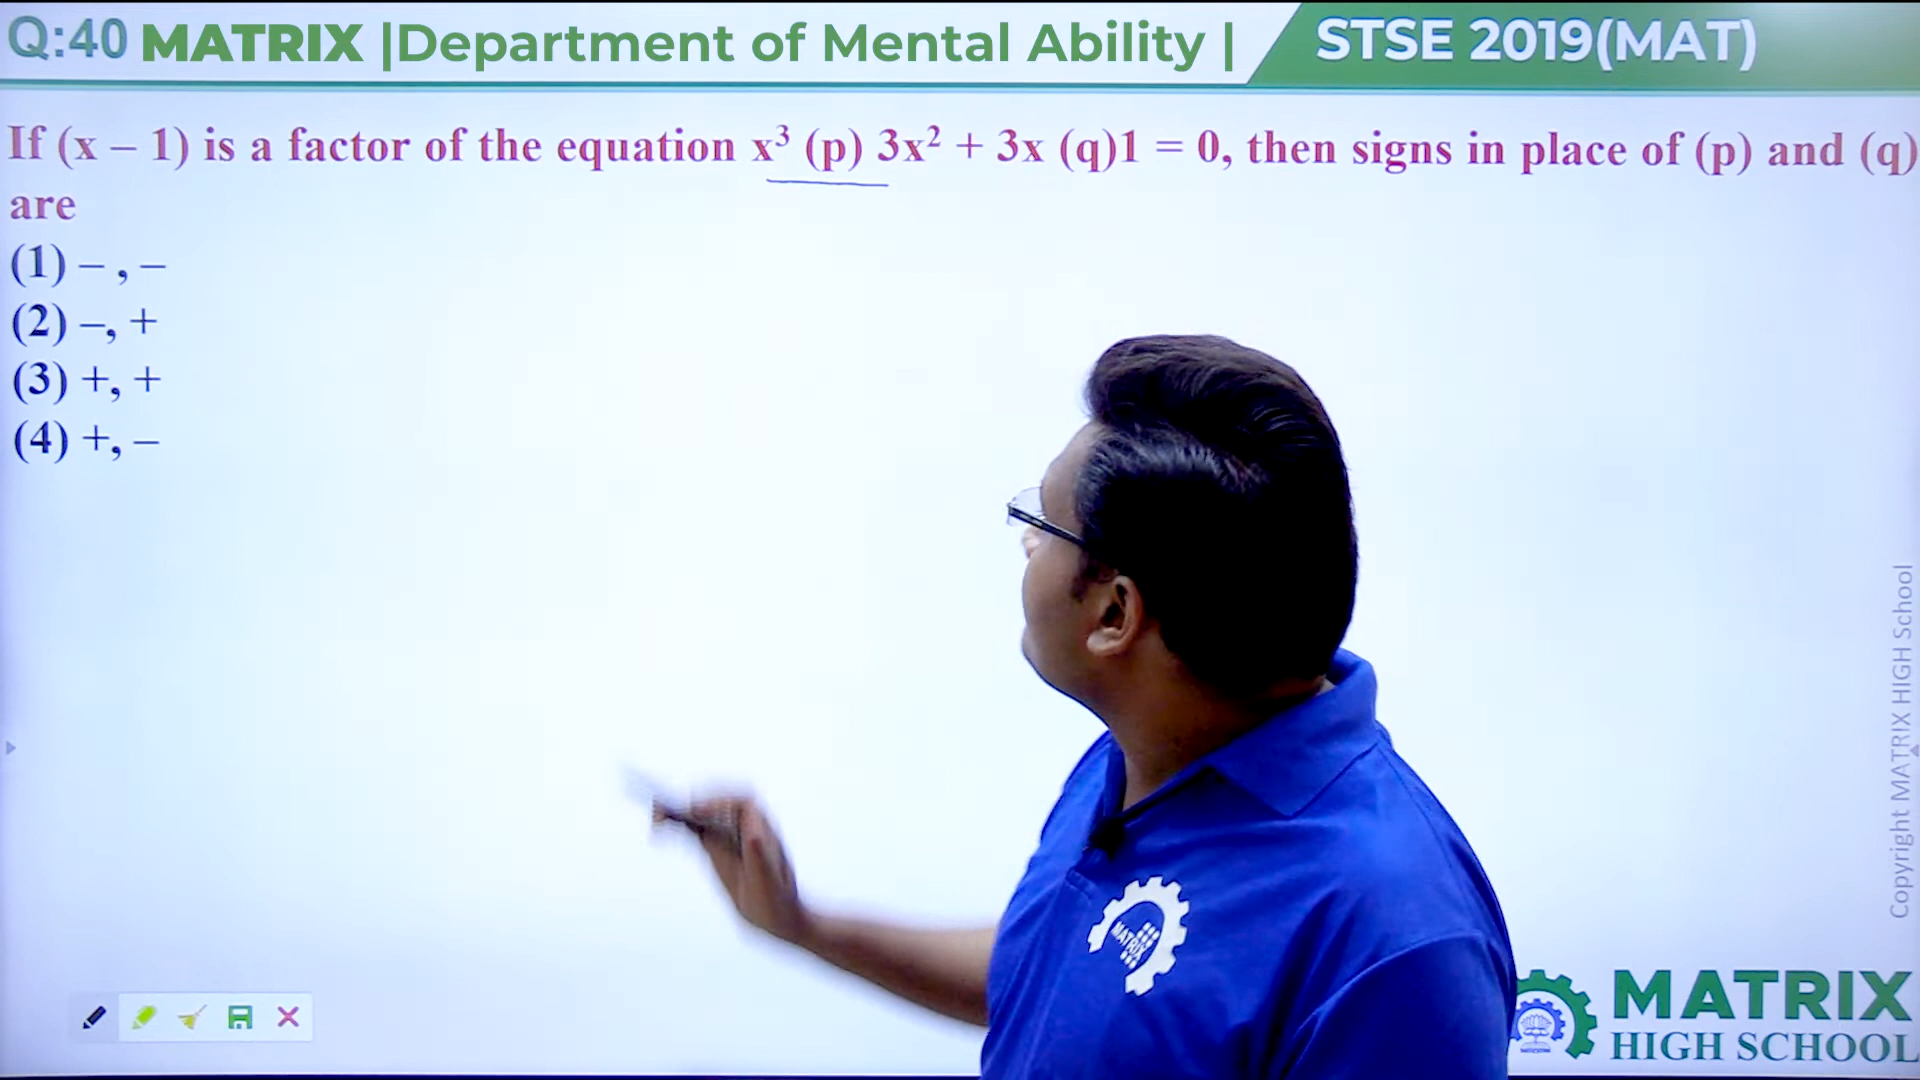 Q:40 MATRIX |Department of Mental Ability | STSE 2019(MAT)
If (x – 1) is a factor of the equation x³ (p) 3x² + 3x (q)1 = 0, then signs in place of (p) and (q)
are
(1) – , –
(2) –, +
(3) +, +
(4) +, –
Copyright MATRIX HIGH School
MATRIX
MATRIX
HIGH SCHOOL